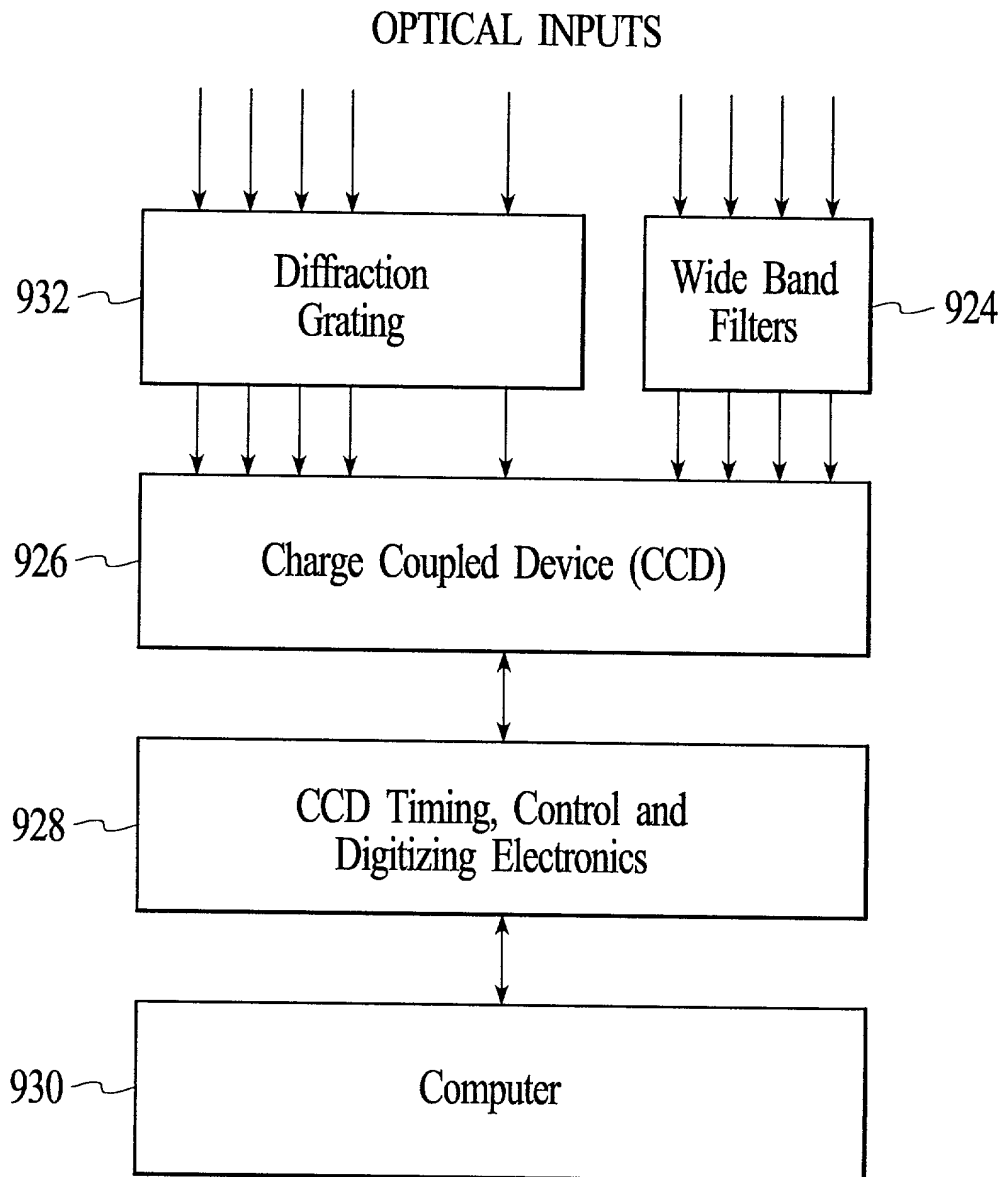 OPTICAL INPUTS
Diffraction
Grating
932
Wide Band
Filters
924
926
Charge Coupled Device (CCD)
928
CCD Timing, Control and
Digitizing Electronics
930
Computer